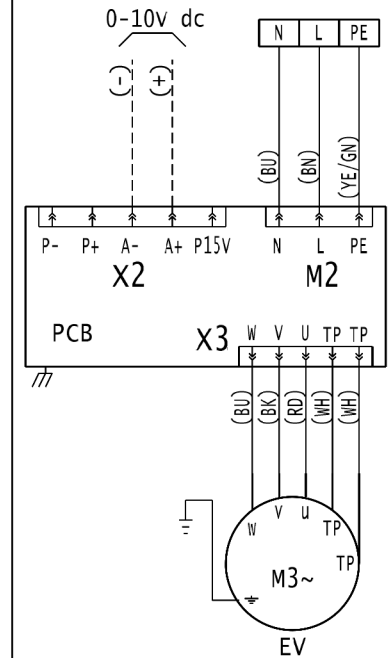 0-10v dc
N L PE
(-) (+)
(BU) (BN) (YE/GN)
P- P+ A- A+ P15V N L PE
X2 M2
PCB X3 W V U TP TP
(BU) (BK) (RD) (WH) (WH)
W V u TP TP
M3~
EV